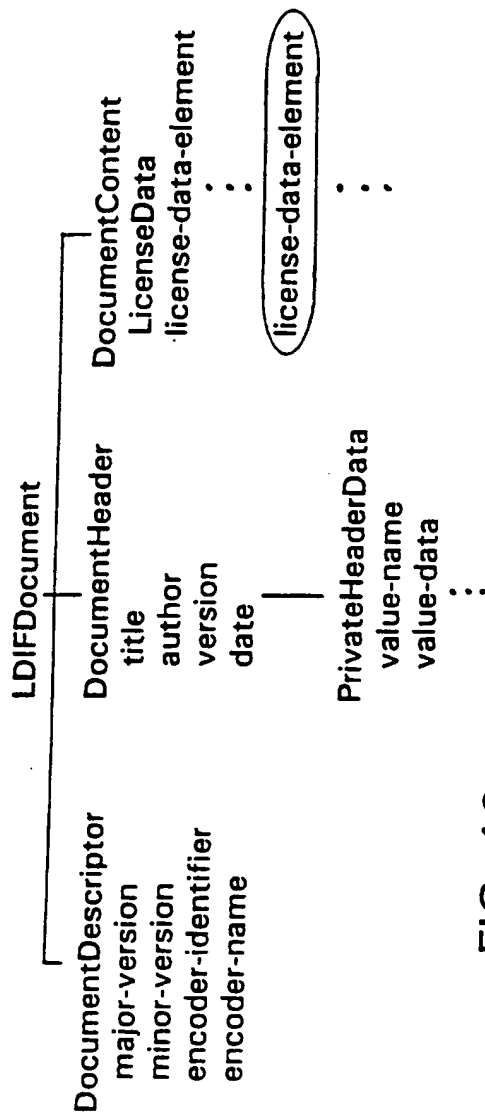 LDIFDocument
DocumentDescriptor
major-version
minor-version
encoder-identifier
encoder-name
DocumentHeader
title
author
version
date
PrivateHeaderData
value-name
value-data
DocumentContent
LicenseData
license-data-element
license-data-element
FIG.